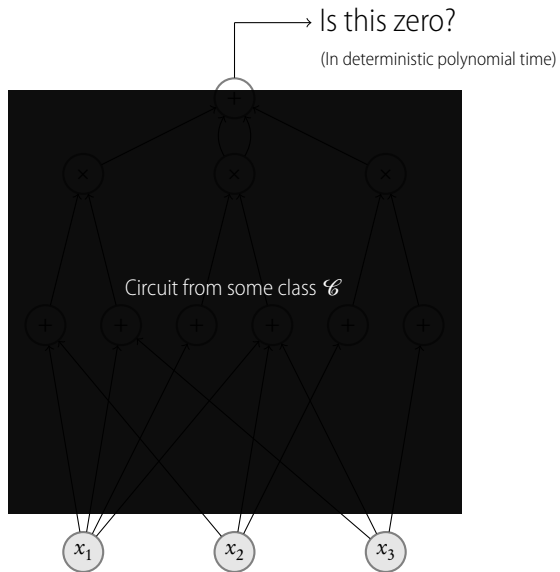 Is this zero?
(In deterministic polynomial time)
+
× × ×
Circuit from some class 𝒞
+ + + + + +
x₁ x₂ x₃